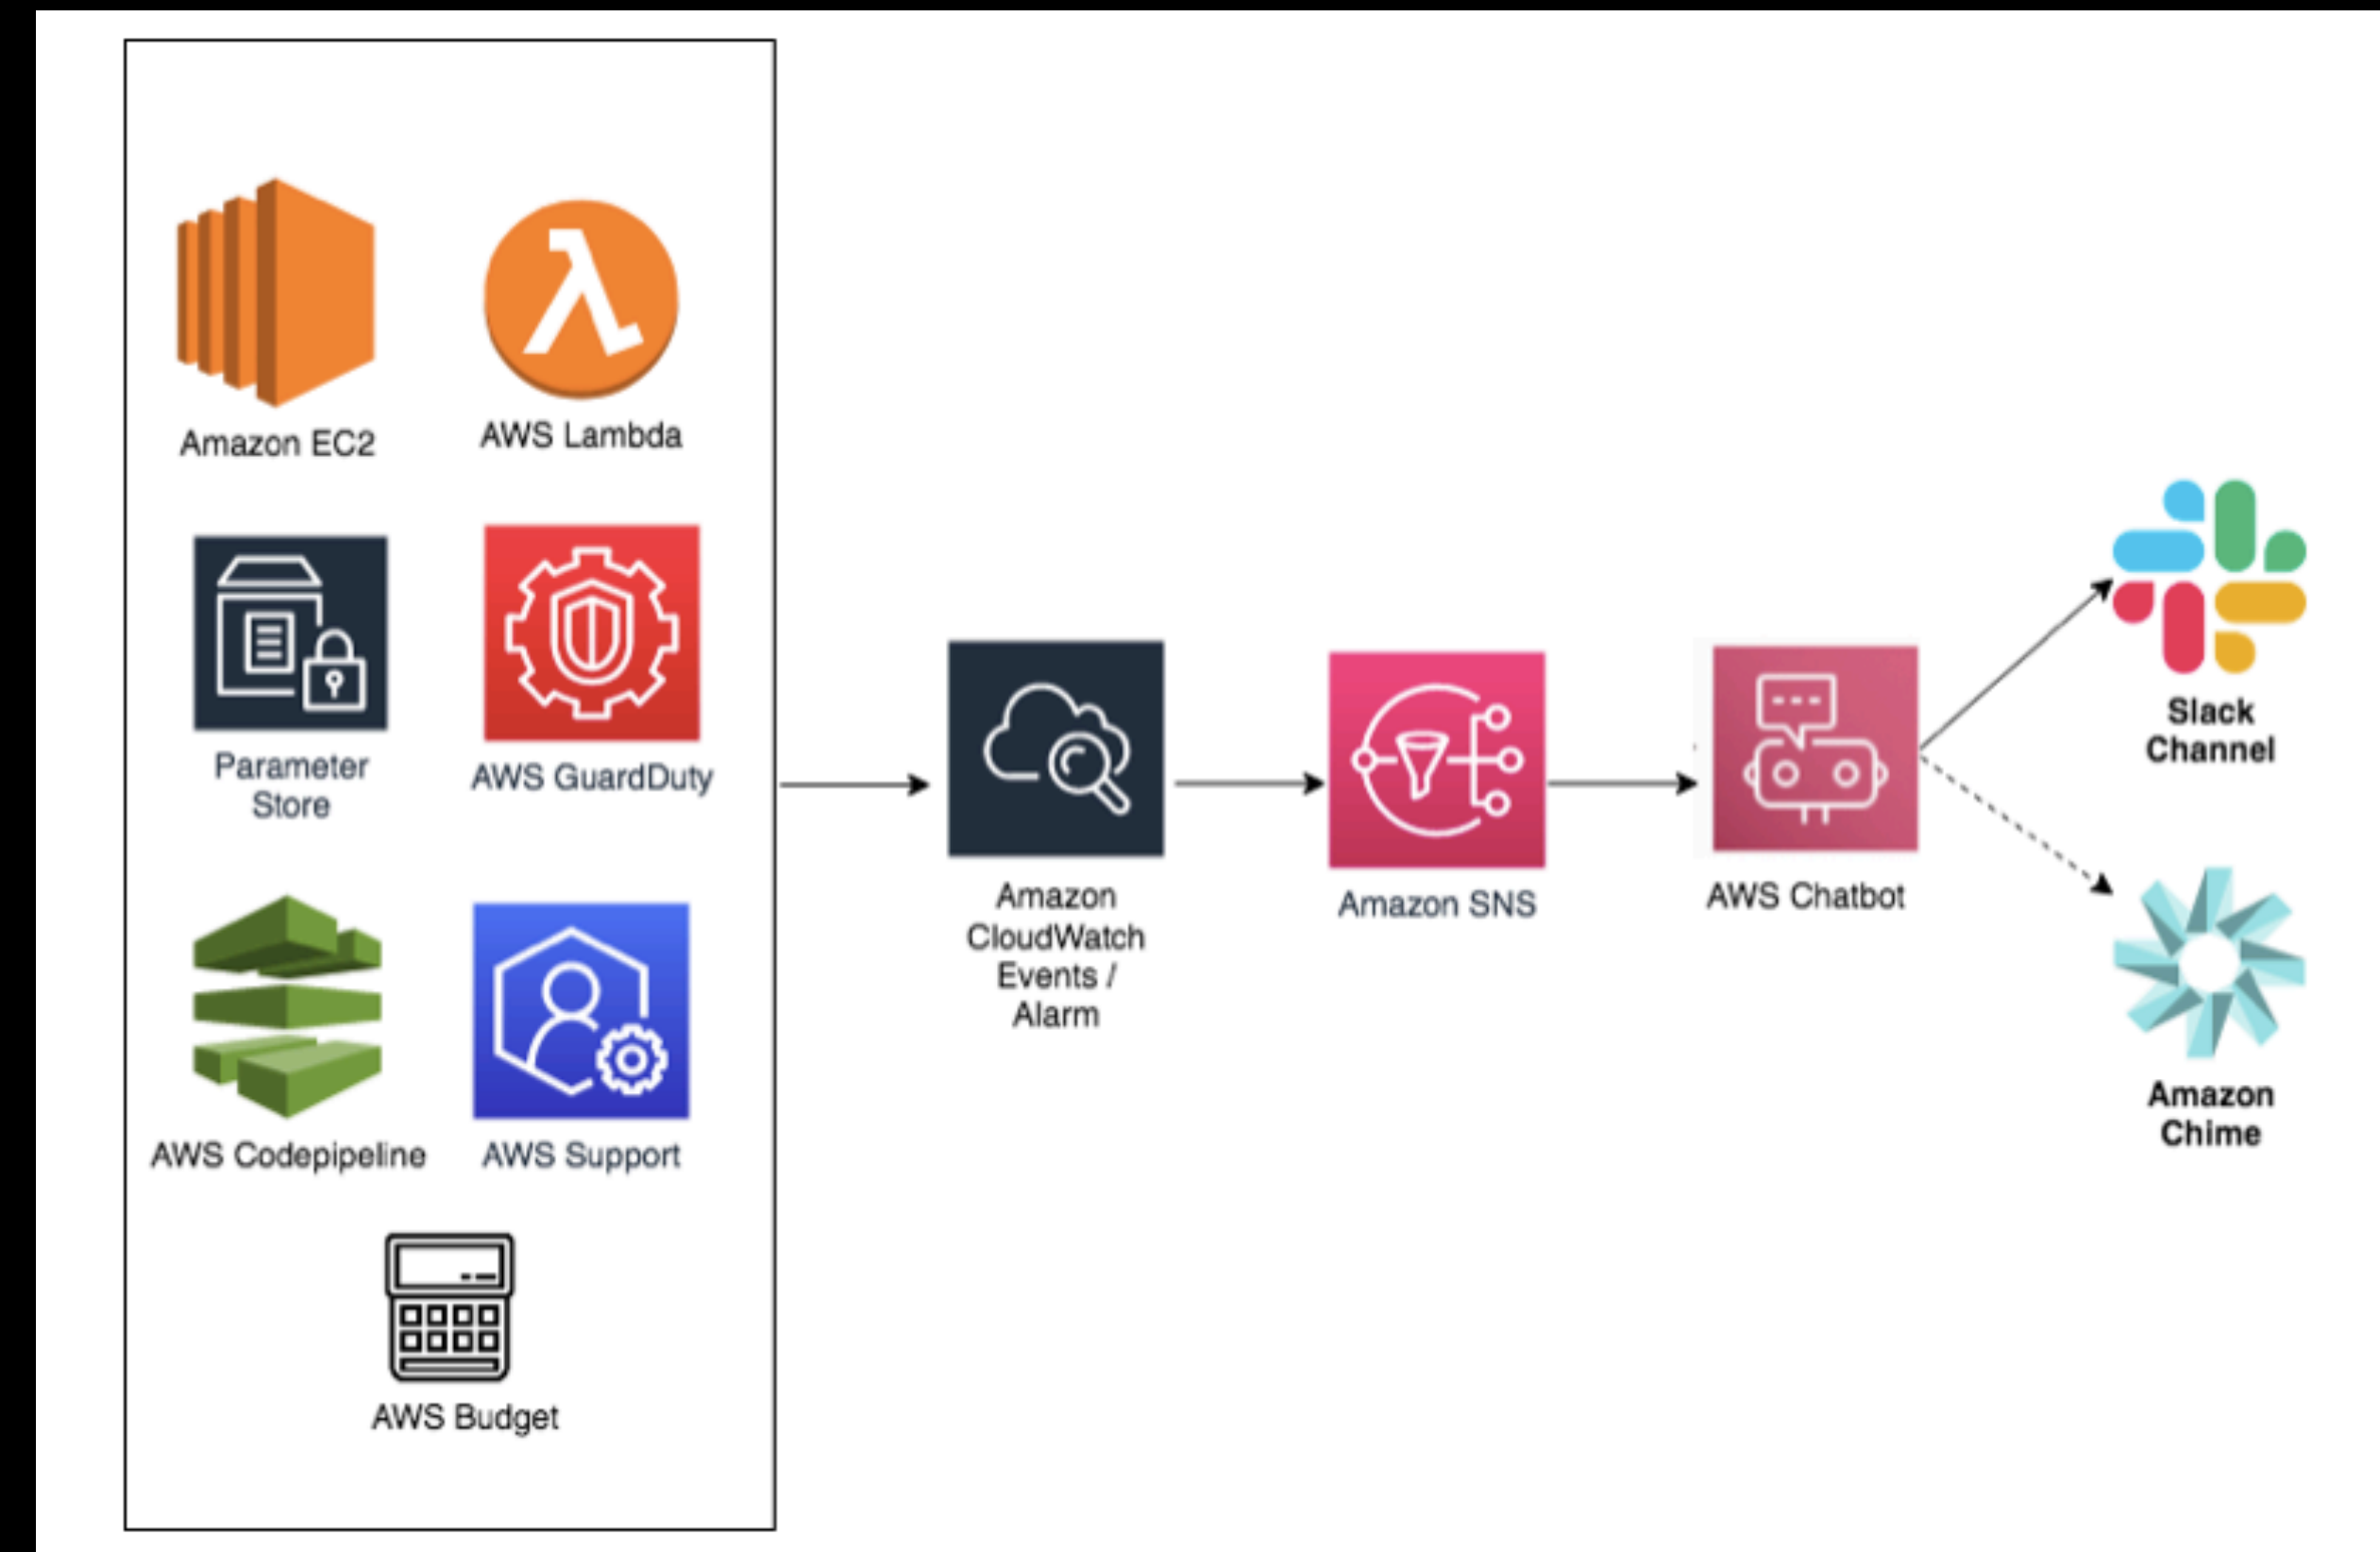 Amazon EC2
AWS Lambda
Parameter
Store
AWS GuardDuty
AWS Codepipeline
AWS Support
AWS Budget
Amazon
CloudWatch
Events /
Alarm
Amazon SNS
AWS Chatbot
Slack
Channel
Amazon
Chime